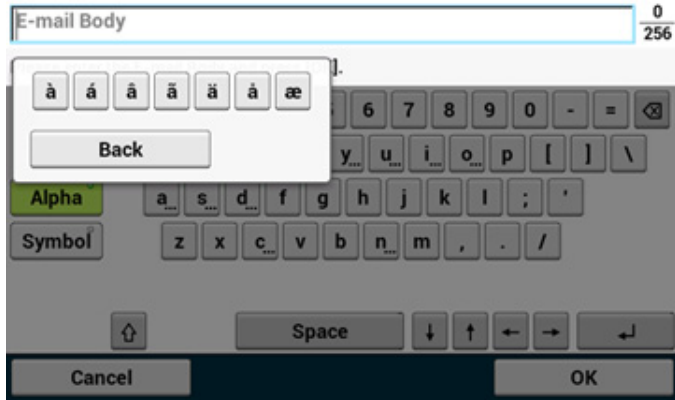 E-mail Body
0
256
].
à á â ã ä å æ
6 7 8 9 0 - =
Back
y... u... i... o... p [ ] \
Alpha
a... s... d... f g h j k l ; '
Symbol
z x c... v b n... m , . /
Space
Cancel
OK